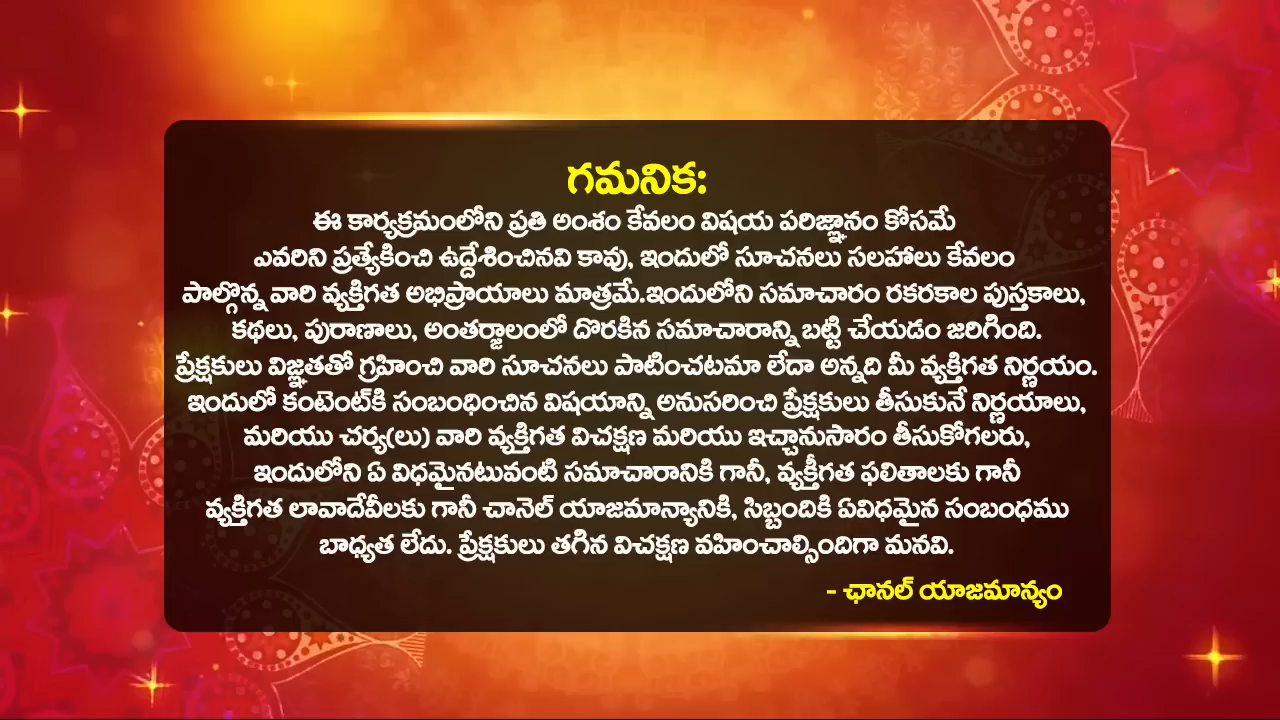 గమనిక:
ఈ కార్యక్రమంలోని ప్రతి అంశం కేవలం విషయ పరిజ్ఞానం కోసమే
ఎవరిని ప్రత్యేకించి ఉద్దేశించినవి కావు, ఇందులో సూచనలు సలహాలు కేవలం
పాల్గొన్న వారి వ్యక్తిగత అభిప్రాయాలు మాత్రమే.ఇందులోని సమాచారం రకరకాల పుస్తకాలు,
కథలు, పురాణాలు, అంతర్జాలంలో దొరకిన సమాచారాన్ని బట్టి చేయడం జరిగింది.
ప్రేక్షకులు విజ్ఞతతో గ్రహించి వారి సూచనలు పాటించటమా లేదా అన్నది మీ వ్యక్తిగత నిర్ణయం.
ఇందులో కంటెంట్‌కి సంబంధించిన విషయాన్ని అనుసరించి ప్రేక్షకులు తీసుకునే నిర్ణయాలు,
మరియు చర్య(లు) వారి వ్యక్తిగత విచక్షణ మరియు ఇచ్చానుసారం తీసుకోగలరు,
ఇందులోని ఏ విధమైనటువంటి సమాచారానికి గానీ, వ్యక్తీగత ఫలితాలకు గానీ
వ్యక్తిగత లావాదేవీలకు గానీ చానెల్ యాజమాన్యానికి, సిబ్బందికి ఏవిధమైన సంబంధము
బాధ్యత లేదు. ప్రేక్షకులు తగిన విచక్షణ వహించాల్సిందిగా మనవి.
- ఛానల్ యాజమాన్యం